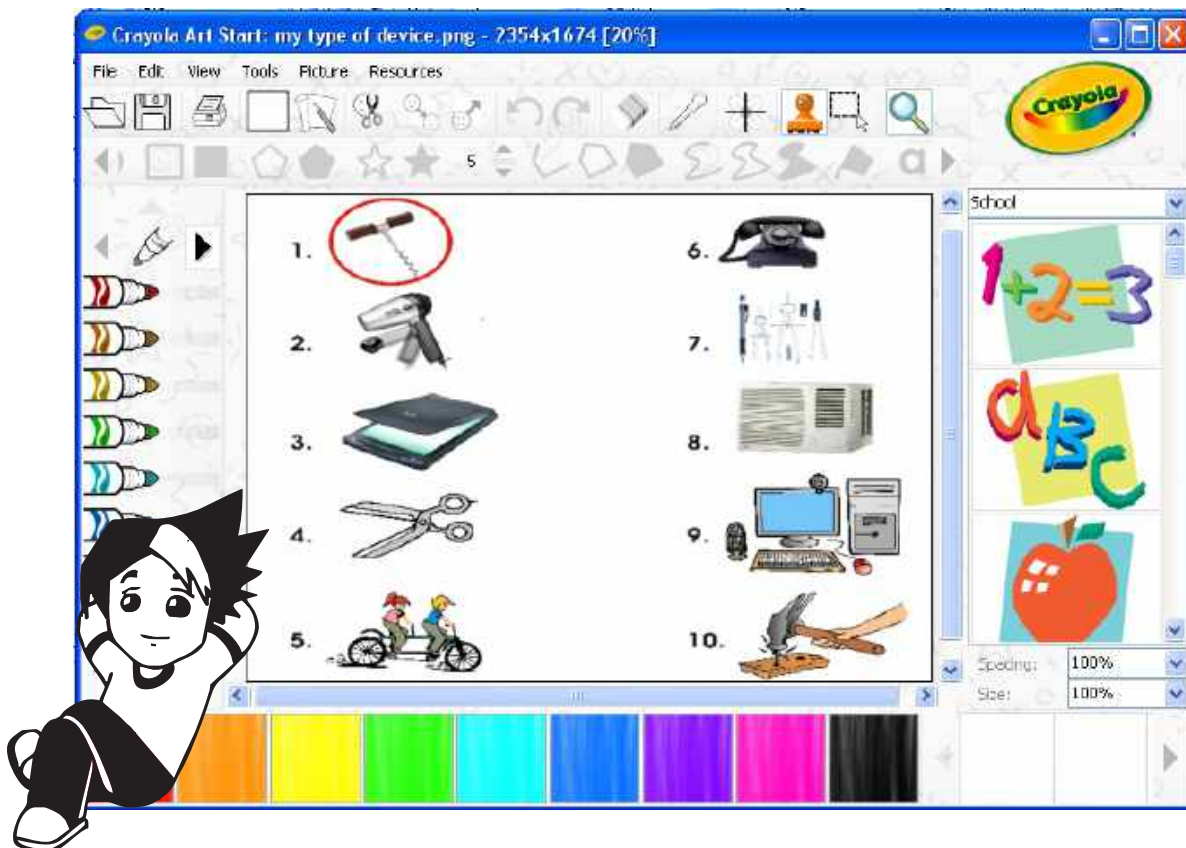 Crayola Art Start: my type of device.png - 2354x1674 [20%]
File Edit View Tools Picture Resources
Crayola
5
a
School
1.
6.
1+2=3
2.
7.
3.
8.
aBc
4.
9.
5.
10.
Spacing: 100%
Size: 100%